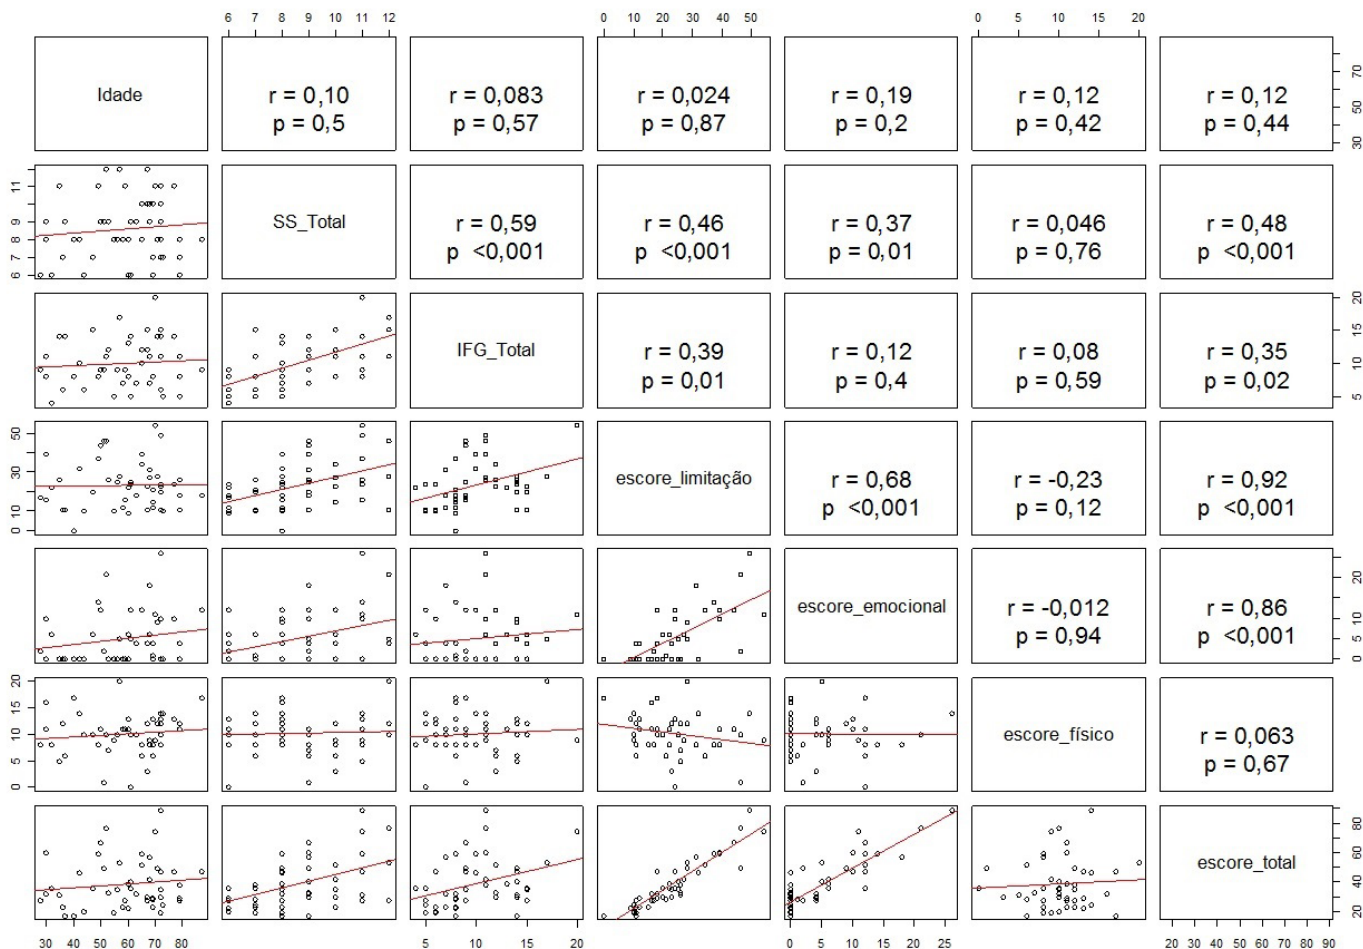 6 7 8 9 10 11 12
0 10 20 30 40 50
0 5 10 15 20
Idade
r = 0,10
p = 0,5
r = 0,083
p = 0,57
r = 0,024
p = 0,87
r = 0,19
p = 0,2
r = 0,12
p = 0,42
r = 0,12
p = 0,44
30 50 70
6 7 8 9 11
SS_Total
r = 0,59
p <0,001
r = 0,46
p <0,001
r = 0,37
p = 0,01
r = 0,046
p = 0,76
r = 0,48
p <0,001
IFG_Total
r = 0,39
p = 0,01
r = 0,12
p = 0,4
r = 0,08
p = 0,59
r = 0,35
p = 0,02
5 10 15 20
0 10 30 50
escore_limitação
r = 0,68
p <0,001
r = -0,23
p = 0,12
r = 0,92
p <0,001
escore_emocional
r = -0,012
p = 0,94
r = 0,86
p <0,001
0 5 10 20
0 5 10 15 20
escore_físico
r = 0,063
p = 0,67
escore_total
20 40 60 80
30 40 50 60 70 80
5 10 15 20
0 5 10 15 20 25
20 30 40 50 60 70 80 90